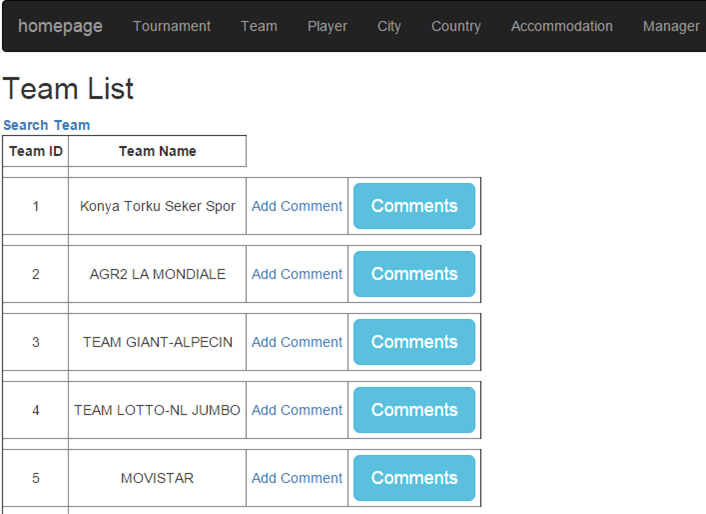 homepage Tournament Team Player City Country Accommodation Manager
Team List
Search Team
Team ID Team Name
1 Konya Torku Seker Spor Add Comment Comments
2 AGR2 LA MONDIALE Add Comment Comments
3 TEAM GIANT-ALPECIN Add Comment Comments
4 TEAM LOTTO-NL JUMBO Add Comment Comments
5 MOVISTAR Add Comment Comments